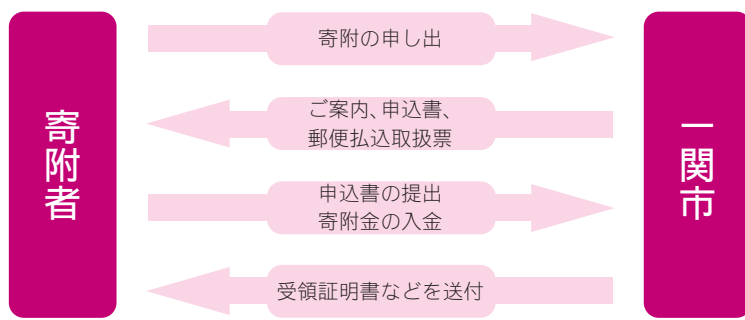 寄附者
寄附の申し出
ご案内、申込書、
郵便払込取扱票
申込書の提出
寄附金の入金
受領証明書などを送付
一関市